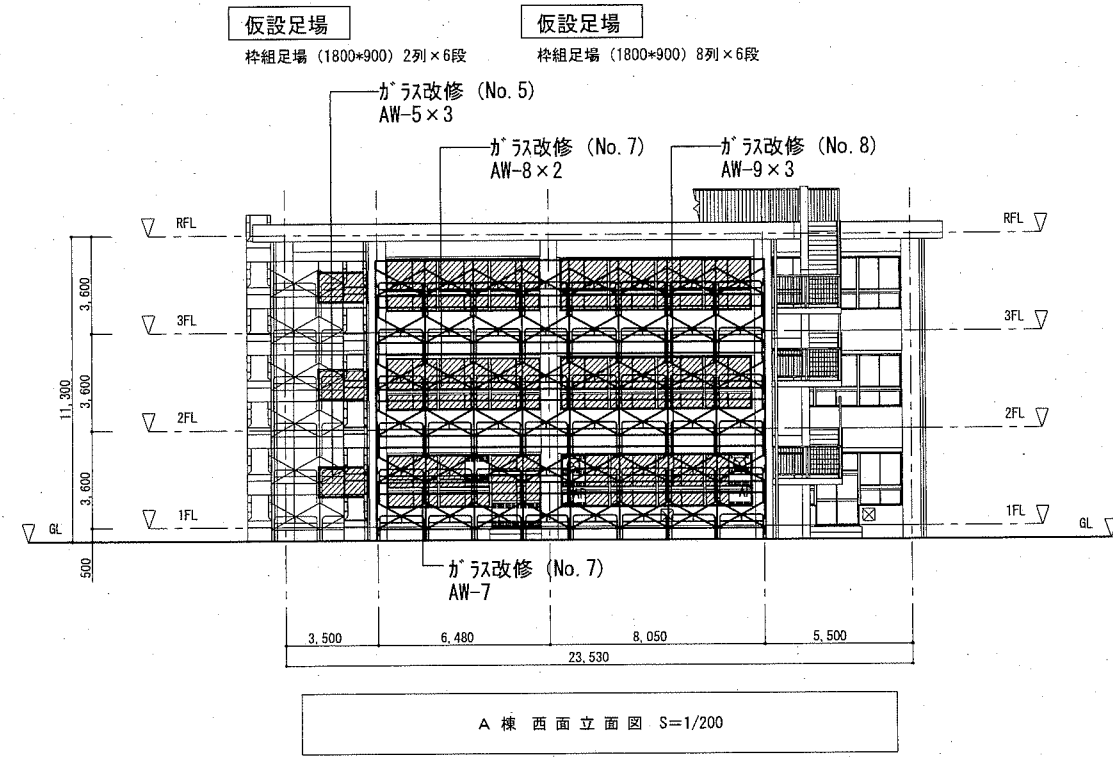 仮設足場
枠組足場 (1800*900) 2列×6段
仮設足場
枠組足場 (1800*900) 8列×6段
ガラス改修 (No. 5)
AW-5×3
ガラス改修 (No. 7)
AW-8×2
ガラス改修 (No. 8)
AW-9×3
RFL
RFL
3,600
3FL
3FL
11,300
3,600
2FL
2FL
3,600
1FL
1FL
GL
GL
500
ガラス改修 (No. 7)
AW-7
3,500
6,480
8,050
5,500
23,530
A 棟 西 面 立 面 図 S=1/200